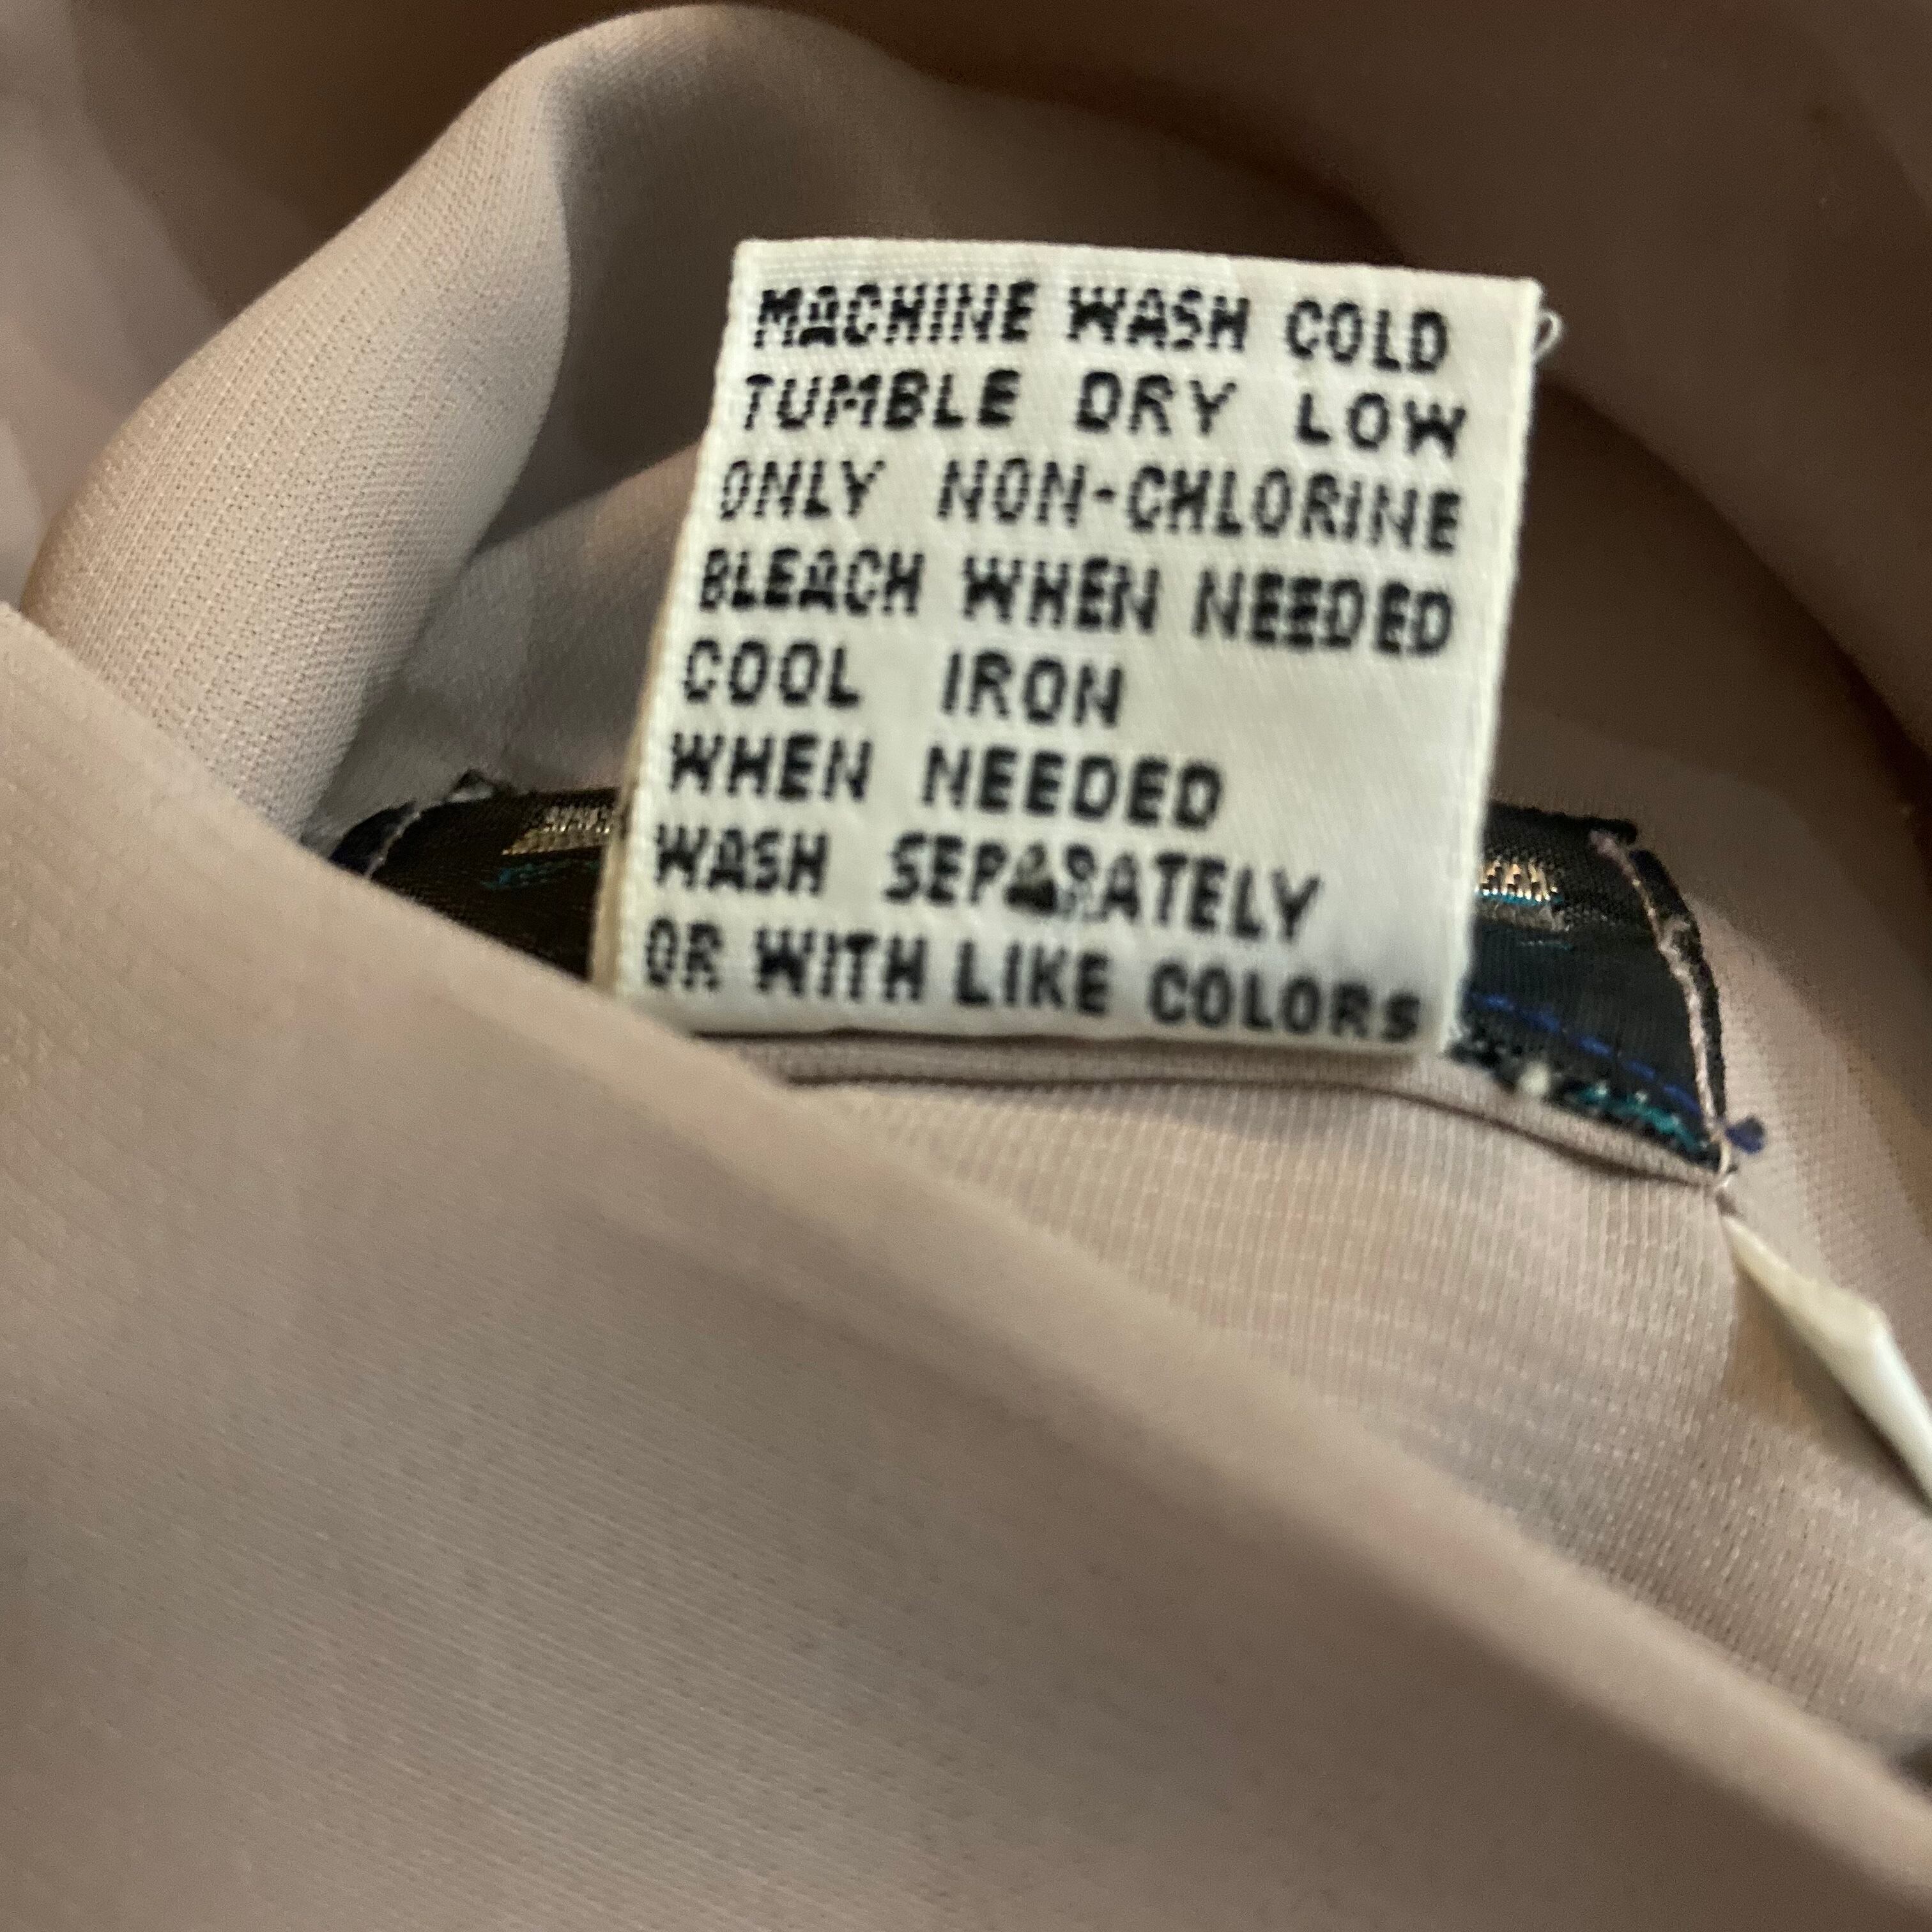 MACHINE WASH COLD
TUMBLE DRY LOW
ONLY NON-CHLORINE
BLEACH WHEN NEEDED
COOL IRON
WHEN NEEDED
WASH SEPARATELY
OR WITH LIKE COLORS